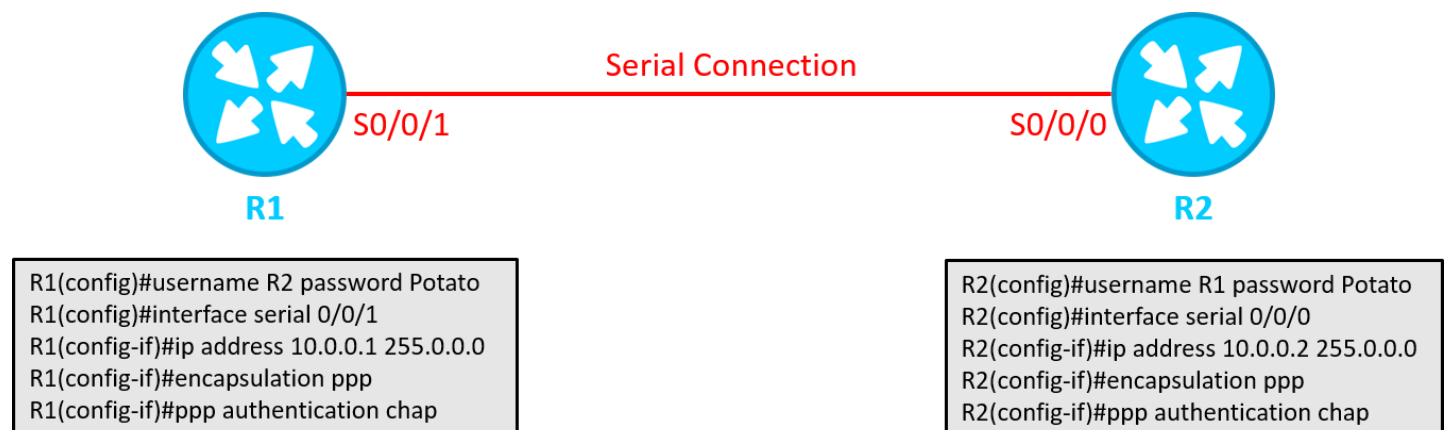 Serial Connection
S0/0/1
S0/0/0
R1
R2
R1(config)#username R2 password Potato
R1(config)#interface serial 0/0/1
R1(config-if)#ip address 10.0.0.1 255.0.0.0
R1(config-if)#encapsulation ppp
R1(config-if)#ppp authentication chap
R2(config)#username R1 password Potato
R2(config)#interface serial 0/0/0
R2(config-if)#ip address 10.0.0.2 255.0.0.0
R2(config-if)#encapsulation ppp
R2(config-if)#ppp authentication chap